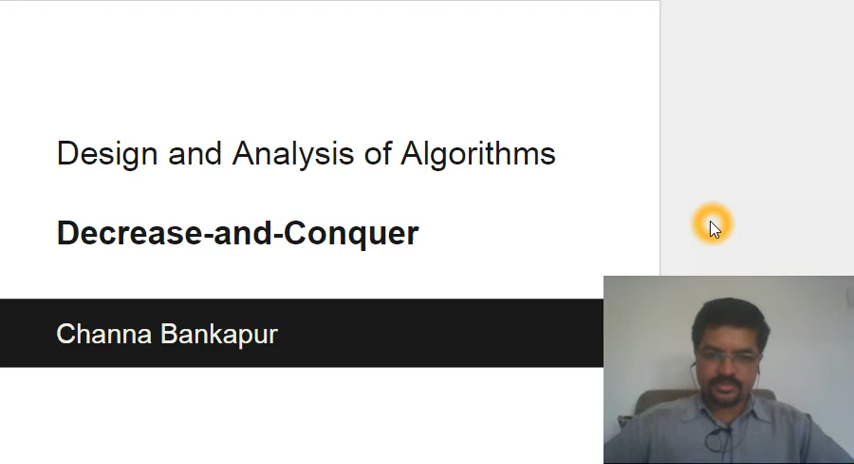 Design and Analysis of Algorithms
Decrease-and-Conquer
Channa Bankapur